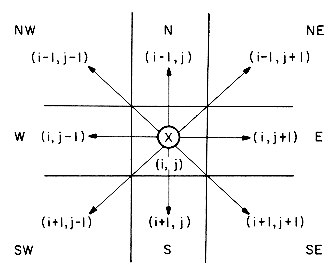 NW N NE
(i-1, j-1) (i-1, j) (i-1, j+1)
W (i, j-1) X (i, j+1) E
(i, j)
(i+1, j-1) (i+1, j) (i+1, j+1)
SW S SE